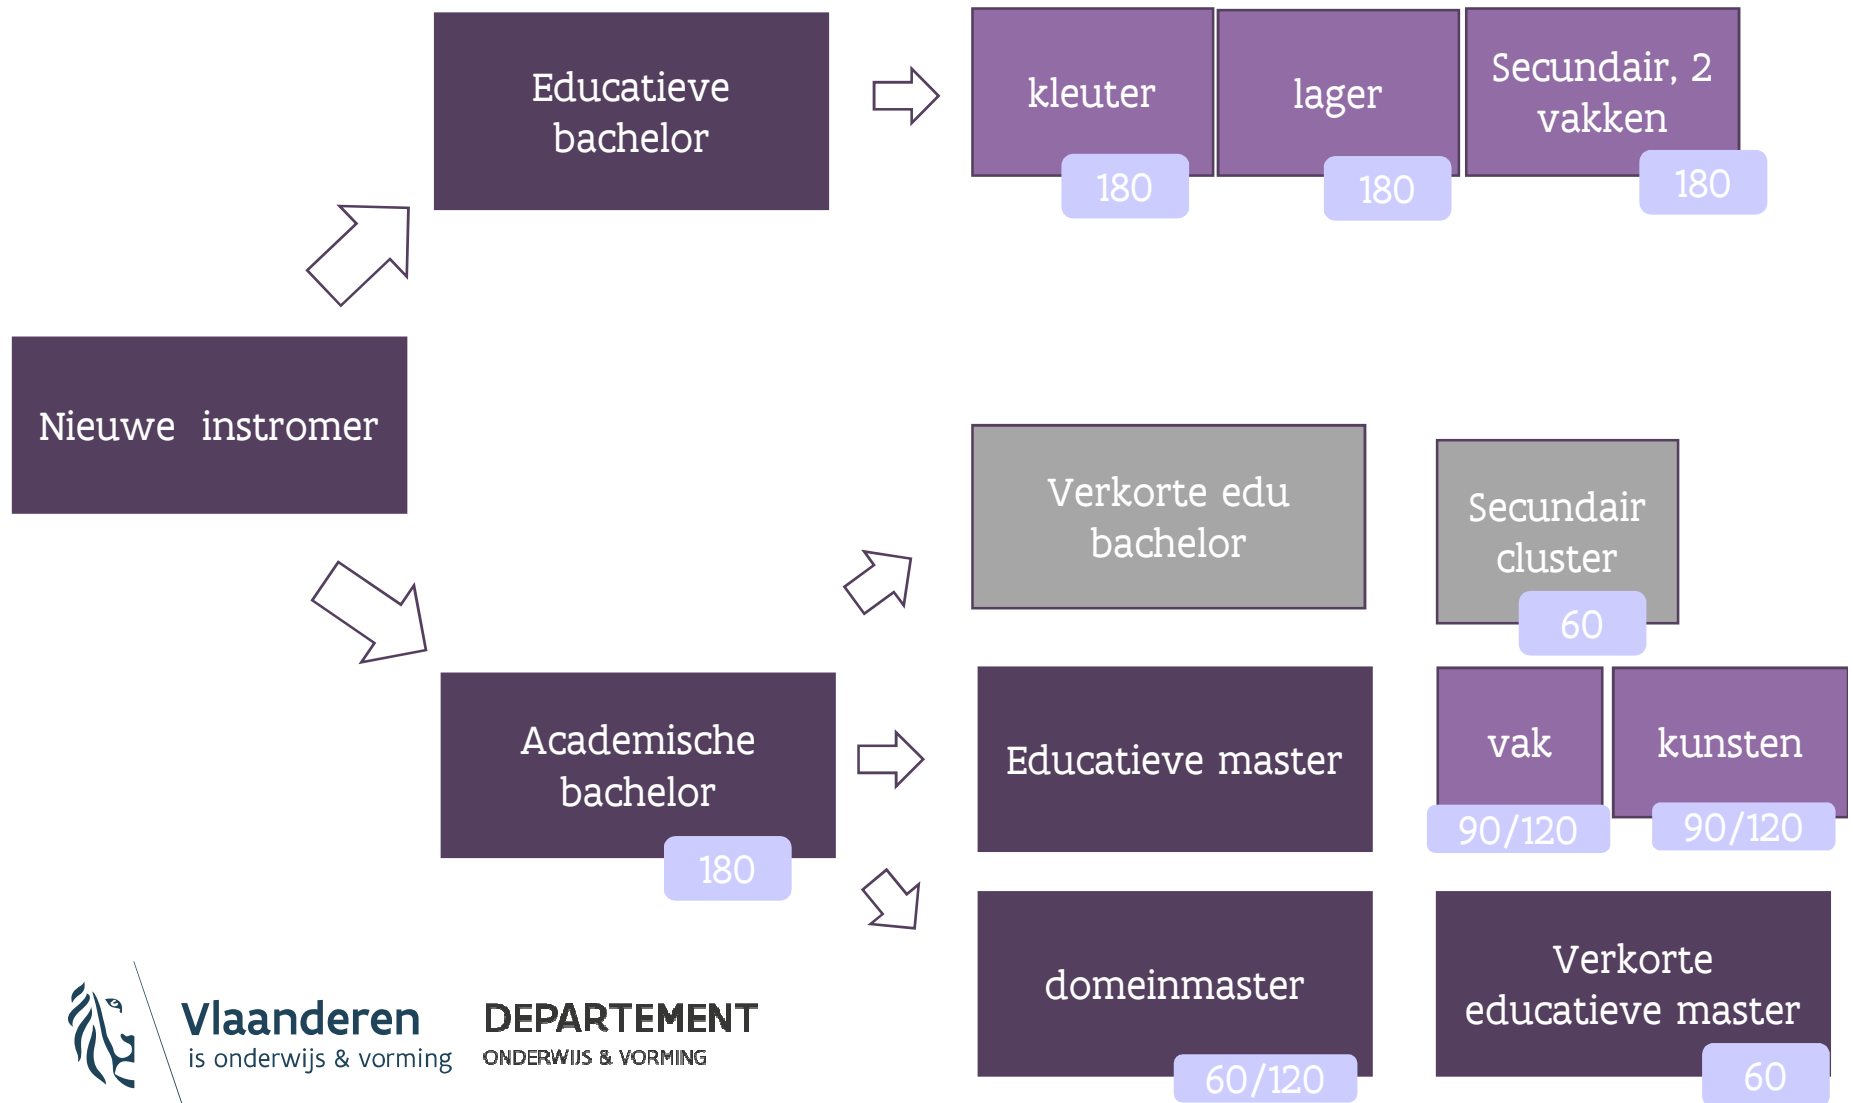 Educatieve
bachelor
kleuter
180
lager
180
Secundair, 2
vakken
180
Nieuwe instromer
Verkorte edu
bachelor
Secundair
cluster
60
Academische
bachelor
180
Educatieve master
vak
90/120
kunsten
90/120
domeinmaster
60/120
Verkorte
educatieve master
60
Vlaanderen
is onderwijs & vorming
DEPARTEMENT
ONDERWIJS & VORMING